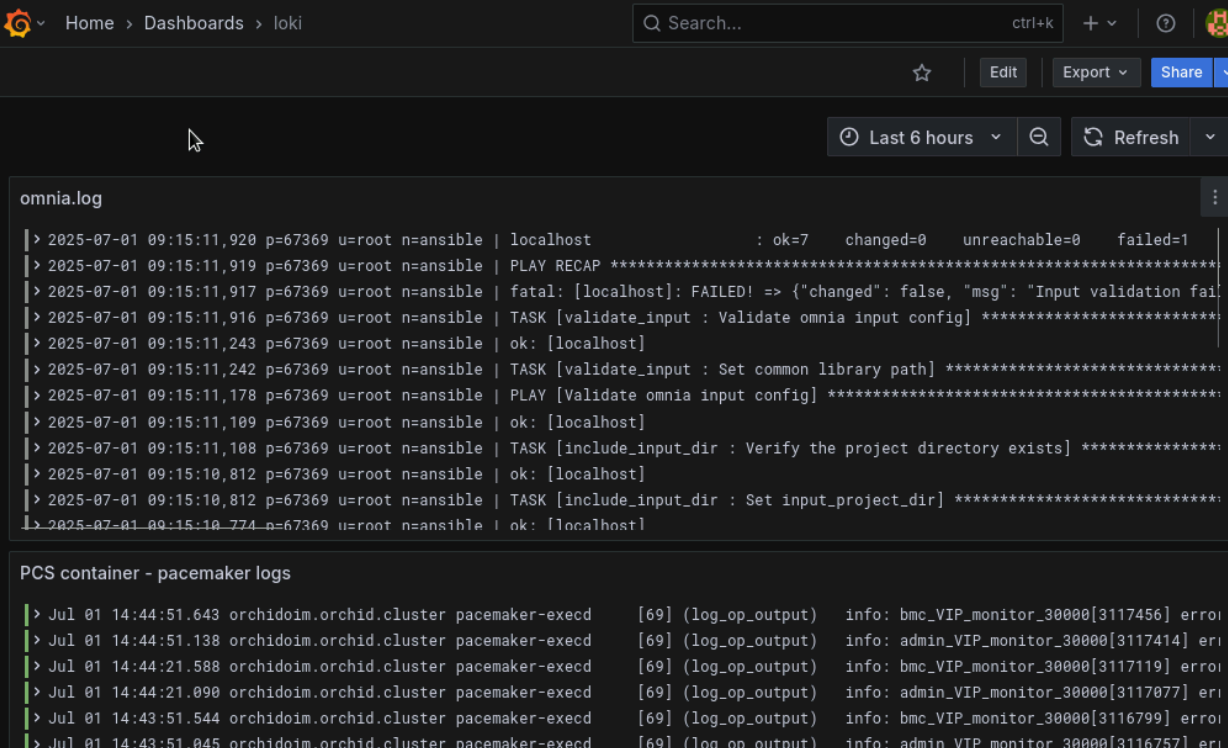 Home > Dashboards > loki
Search... ctrl+k
Edit Export Share
Last 6 hours Refresh
omnia.log
2025-07-01 09:15:11,920 p=67369 u=root n=ansible | localhost : ok=7 changed=0 unreachable=0 failed=1
2025-07-01 09:15:11,919 p=67369 u=root n=ansible | PLAY RECAP *******************************************************************
2025-07-01 09:15:11,917 p=67369 u=root n=ansible | fatal: [localhost]: FAILED! => {"changed": false, "msg": "Input validation fai
2025-07-01 09:15:11,916 p=67369 u=root n=ansible | TASK [validate_input : Validate omnia input config] **************************
2025-07-01 09:15:11,243 p=67369 u=root n=ansible | ok: [localhost]
2025-07-01 09:15:11,242 p=67369 u=root n=ansible | TASK [validate_input : Set common library path] ******************************
2025-07-01 09:15:11,178 p=67369 u=root n=ansible | PLAY [Validate omnia input config] *******************************************
2025-07-01 09:15:11,109 p=67369 u=root n=ansible | ok: [localhost]
2025-07-01 09:15:11,108 p=67369 u=root n=ansible | TASK [include_input_dir : Verify the project directory exists] ***************
2025-07-01 09:15:10,812 p=67369 u=root n=ansible | ok: [localhost]
2025-07-01 09:15:10,812 p=67369 u=root n=ansible | TASK [include_input_dir : Set input_project_dir] *****************************
2025-07-01 09:15:10,774 p=67369 u=root n=ansible | ok: [localhost]
PCS container - pacemaker logs
Jul 01 14:44:51.643 orchidoim.orchid.cluster pacemaker-execd [69] (log_op_output) info: bmc_VIP_monitor_30000[3117456] error
Jul 01 14:44:51.138 orchidoim.orchid.cluster pacemaker-execd [69] (log_op_output) info: admin_VIP_monitor_30000[3117414] err
Jul 01 14:44:21.588 orchidoim.orchid.cluster pacemaker-execd [69] (log_op_output) info: bmc_VIP_monitor_30000[3117119] error
Jul 01 14:44:21.090 orchidoim.orchid.cluster pacemaker-execd [69] (log_op_output) info: admin_VIP_monitor_30000[3117077] err
Jul 01 14:43:51.544 orchidoim.orchid.cluster pacemaker-execd [69] (log_op_output) info: bmc_VIP_monitor_30000[3116799] error
Jul 01 14:43:51.045 orchidoim.orchid.cluster pacemaker-execd [69] (log_op_output) info: admin_VIP_monitor_30000[3116757] err